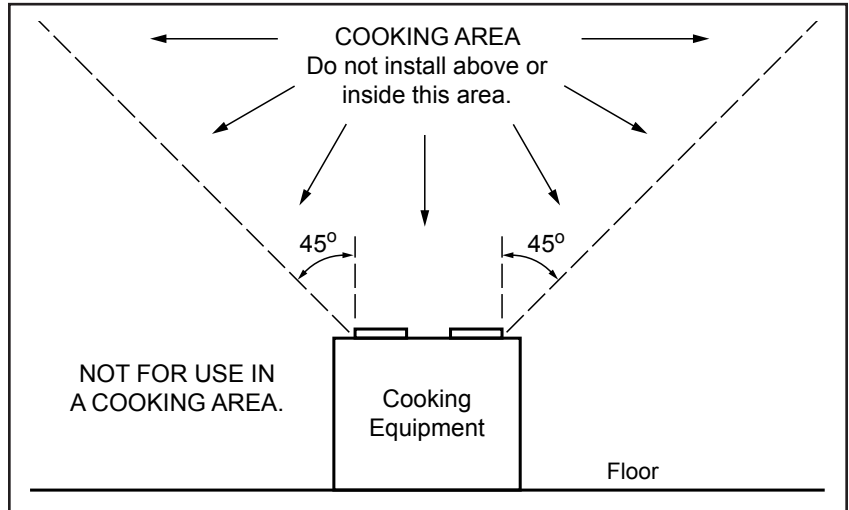 COOKING AREA
Do not install above or
inside this area.
45°
45°
NOT FOR USE IN
A COOKING AREA.
Cooking
Equipment
Floor